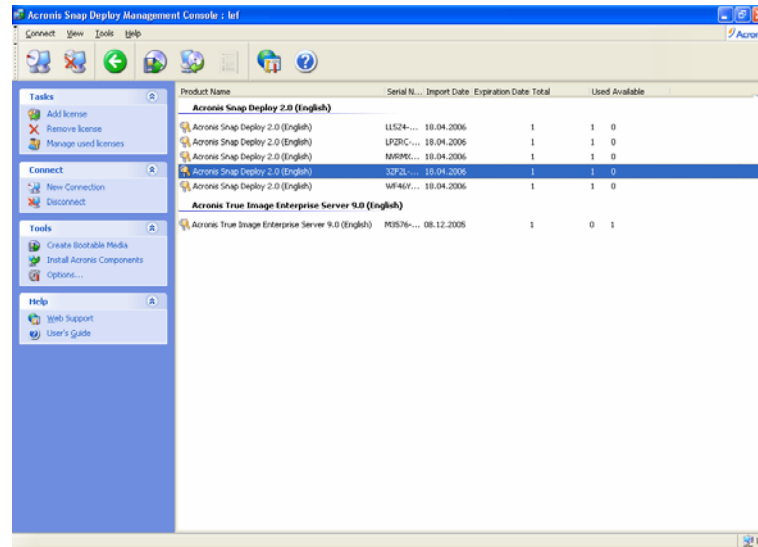 Acronis Snap Deploy Management Console : lef
Connect View Tools Help
Acron
Tasks
Add license
Remove license
Manage used licenses
Connect
New Connection
Disconnect
Tools
Create Bootable Media
Install Acronis Components
Options...
Help
Web Support
User's Guide
Product Name Serial N... Import Date Expiration Date Total Used Available
Acronis Snap Deploy 2.0 (English)
Acronis Snap Deploy 2.0 (English) LLSZ4-... 18.04.2006 1 1 0
Acronis Snap Deploy 2.0 (English) LPZRC-... 18.04.2006 1 1 0
Acronis Snap Deploy 2.0 (English) 18.04.2006 1 1 0
Acronis Snap Deploy 2.0 (English) 3ZF2L-... 18.04.2006 1 1 0
Acronis Snap Deploy 2.0 (English) WF46Y... 18.04.2006 1 1 0
Acronis True Image Enterprise Server 9.0 (English)
Acronis True Image Enterprise Server 9.0 (English) M3576-... 08.12.2005 1 0 1